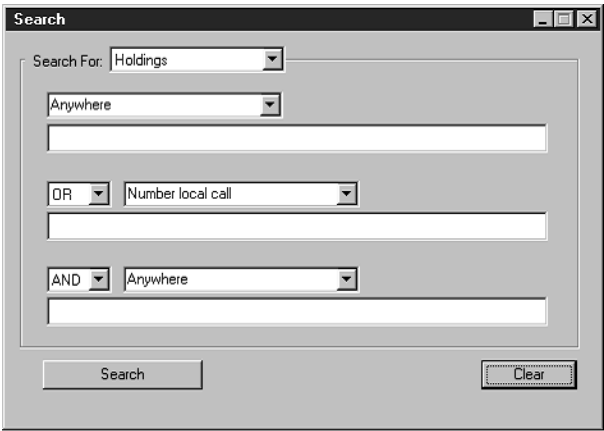 Search
Search For: Holdings
Anywhere
OR Number local call
AND Anywhere
Search Clear